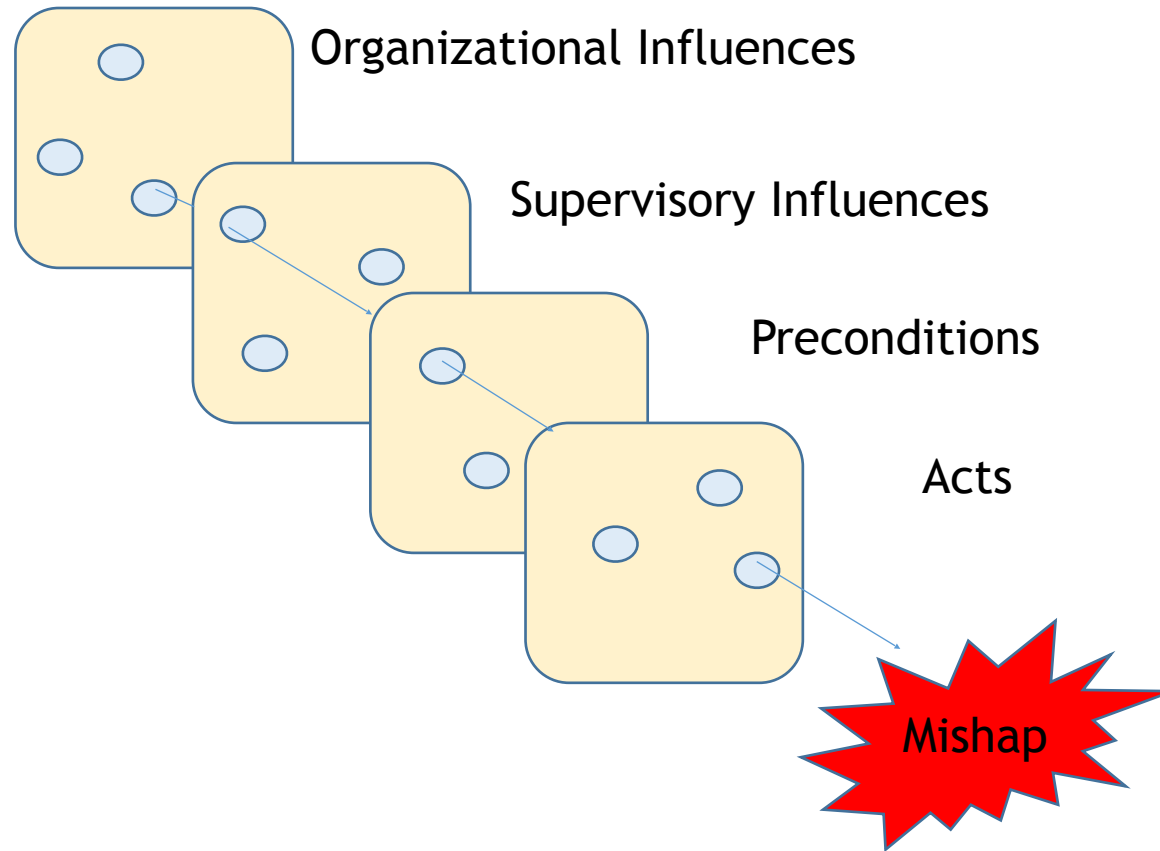 Organizational Influences
Supervisory Influences
Preconditions
Acts
Mishap